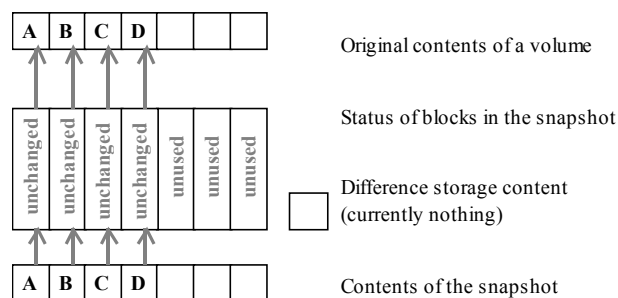 A B C D
Original contents of a volume
unchanged unchanged unchanged unchanged unused unused unused
Status of blocks in the snapshot
Difference storage content
(currently nothing)
A B C D
Contents of the snapshot